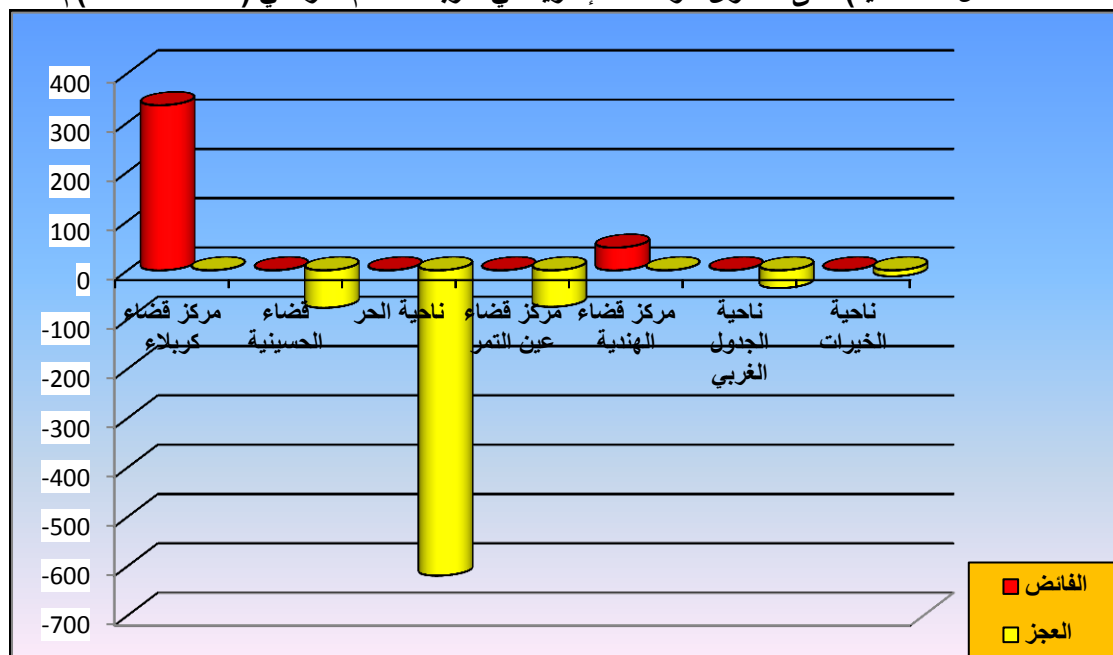 400
300
200
100
0
-100
-200
-300
-400
-500
-600
-700
مركز قضاء
كربلاء
قضاء
الحسينية
ناحية الحر
مركز قضاء
عين التمر
مركز قضاء
الهندية
ناحية
الجدول
الغربي
ناحية
الخيرات
الفائض
العجز